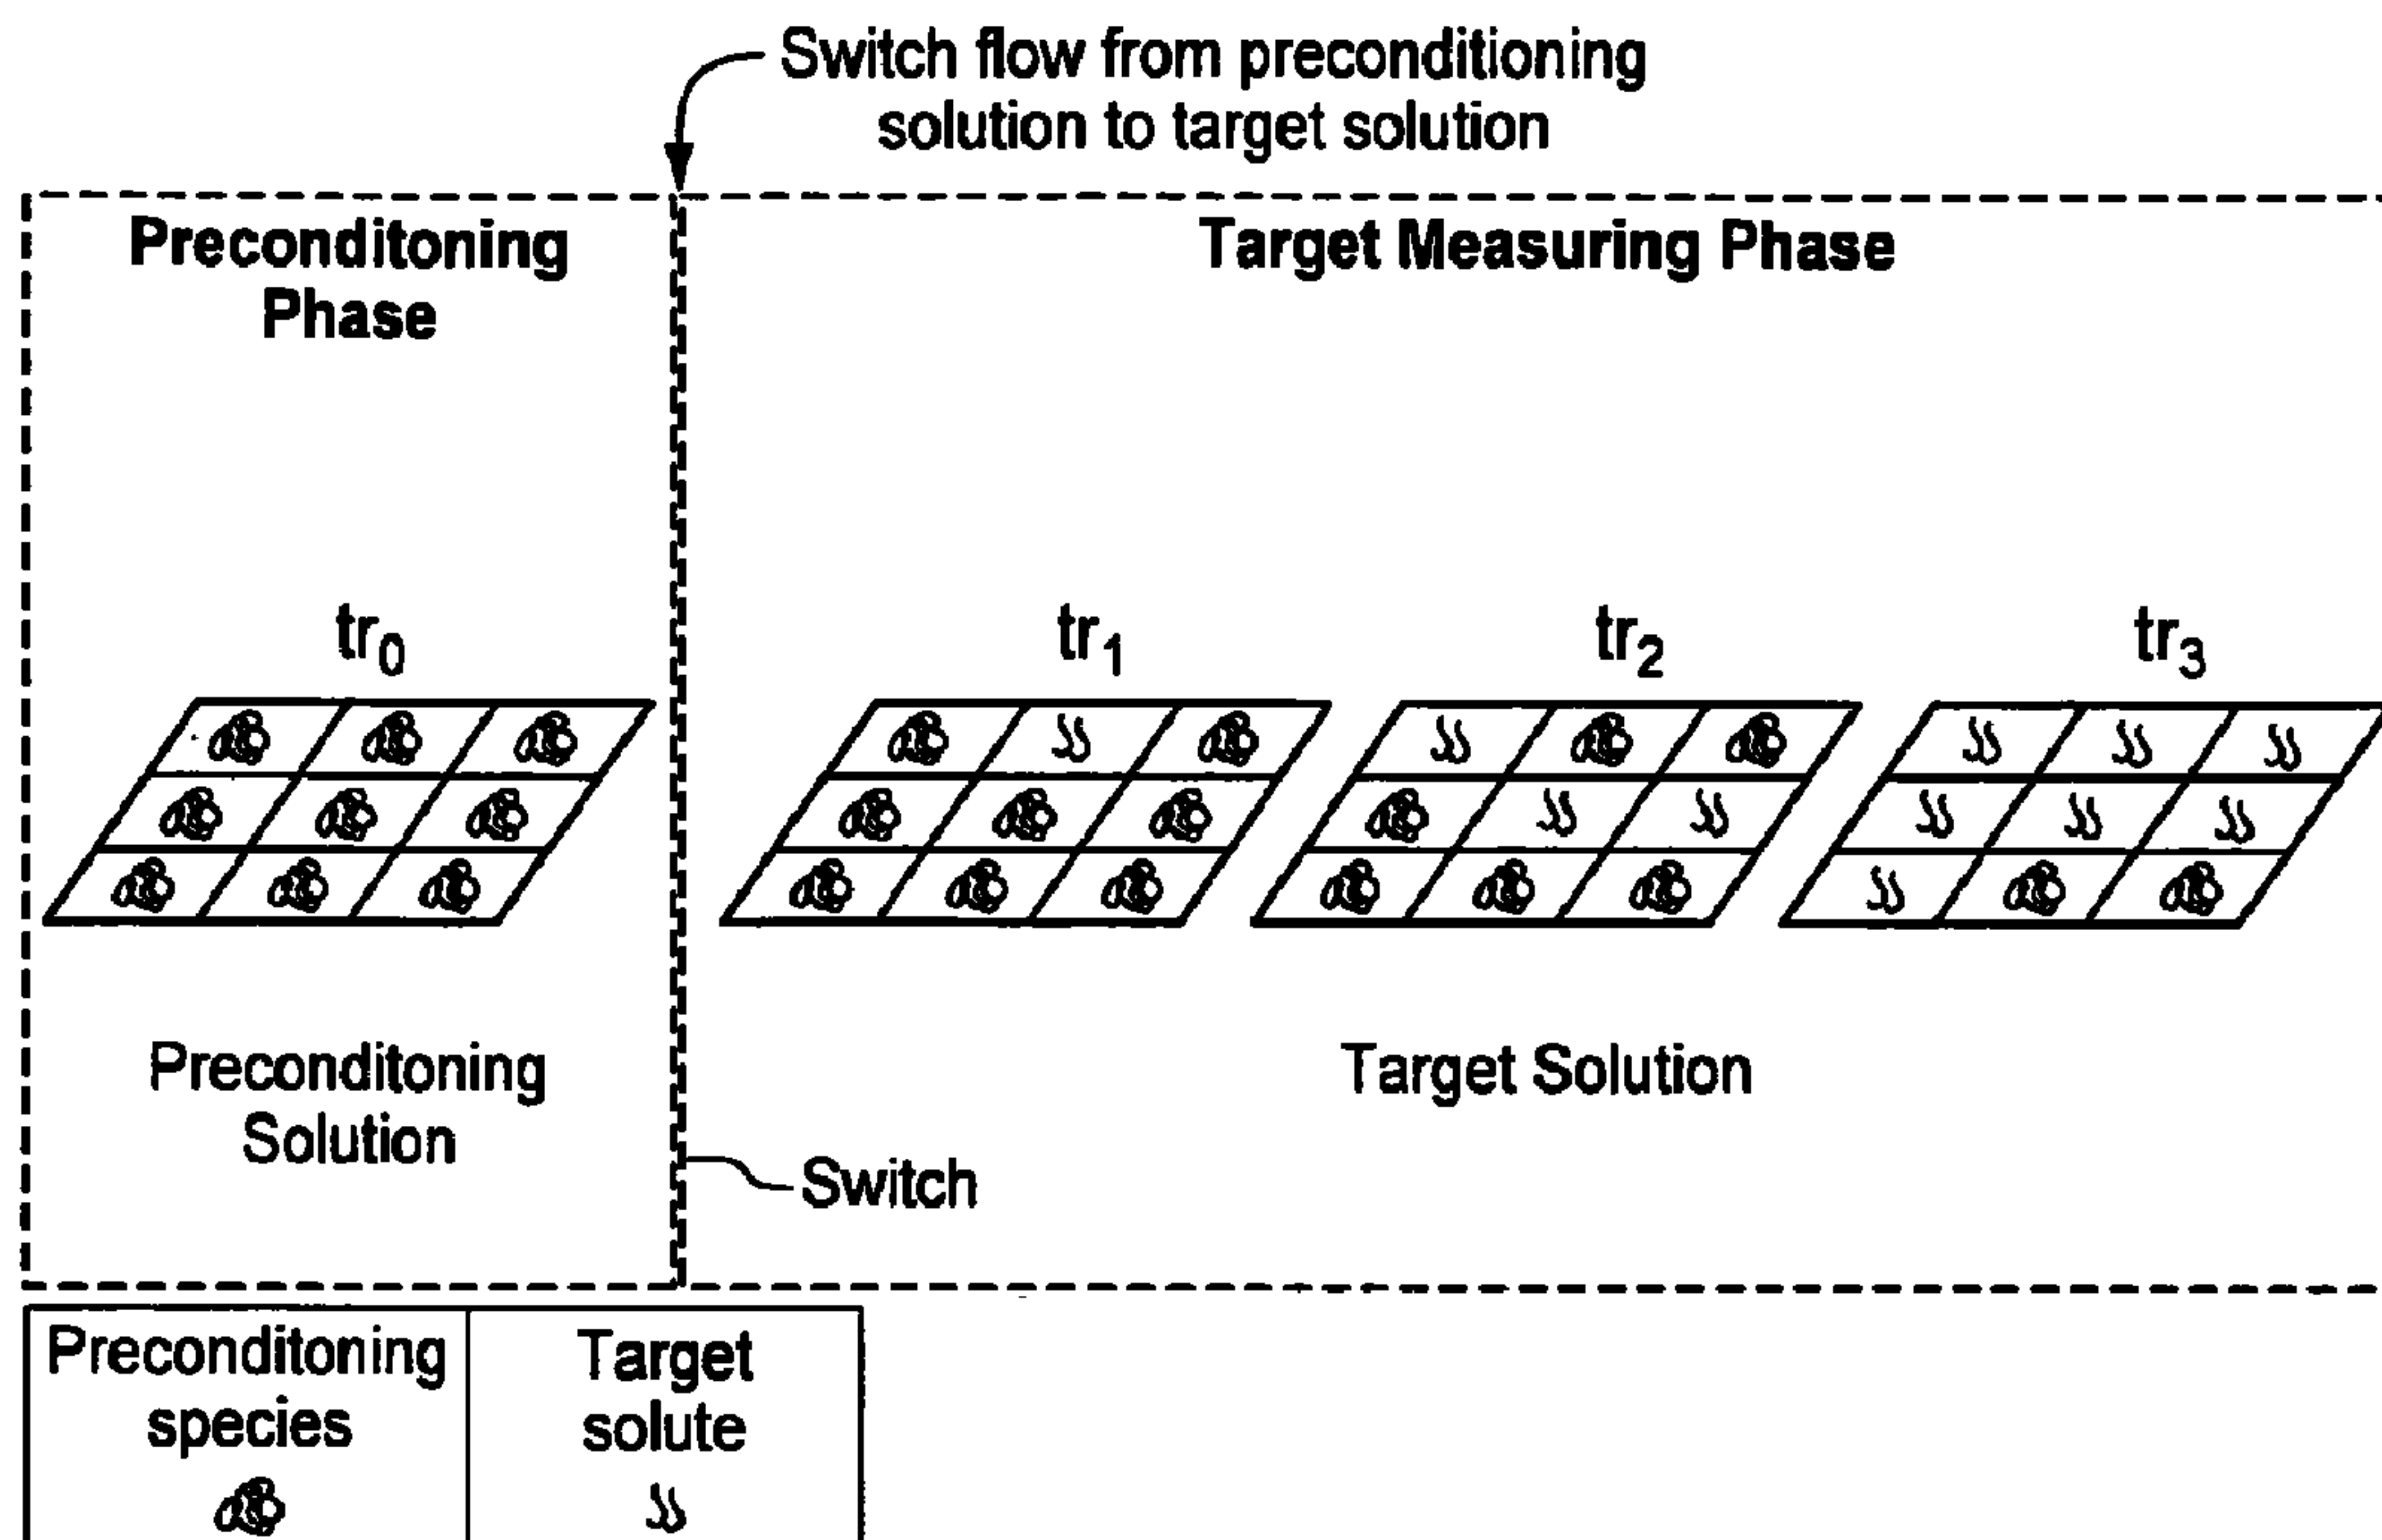 Switch flow from preconditioning
solution to target solution
Preconditoning
Phase
Target Measuring Phase
tr0
tr1
tr2
tr3
Preconditoning
Solution
Target Solution
Switch
Preconditoning
species
Target
solute